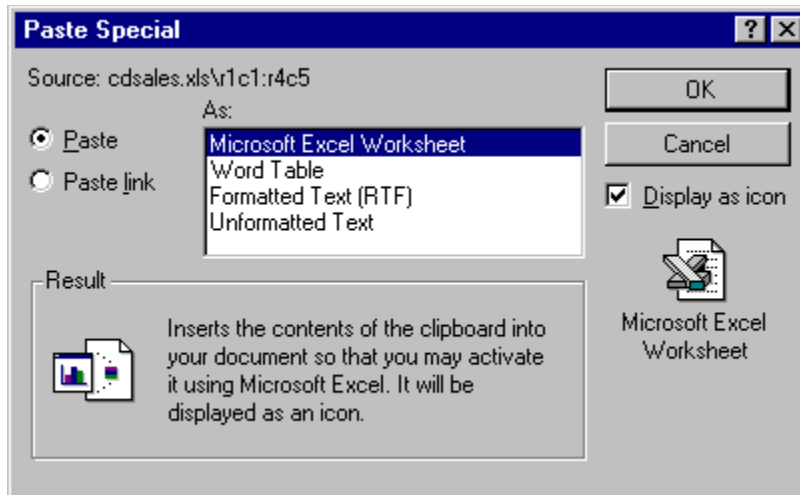 Paste Special
Source: cdsales.xls\r1c1:r4c5
As:
Paste
Paste link
Microsoft Excel Worksheet
Word Table
Formatted Text (RTF)
Unformatted Text
OK
Cancel
Display as icon
Microsoft Excel
Worksheet
Result
Inserts the contents of the clipboard into
your document so that you may activate
it using Microsoft Excel. It will be
displayed as an icon.